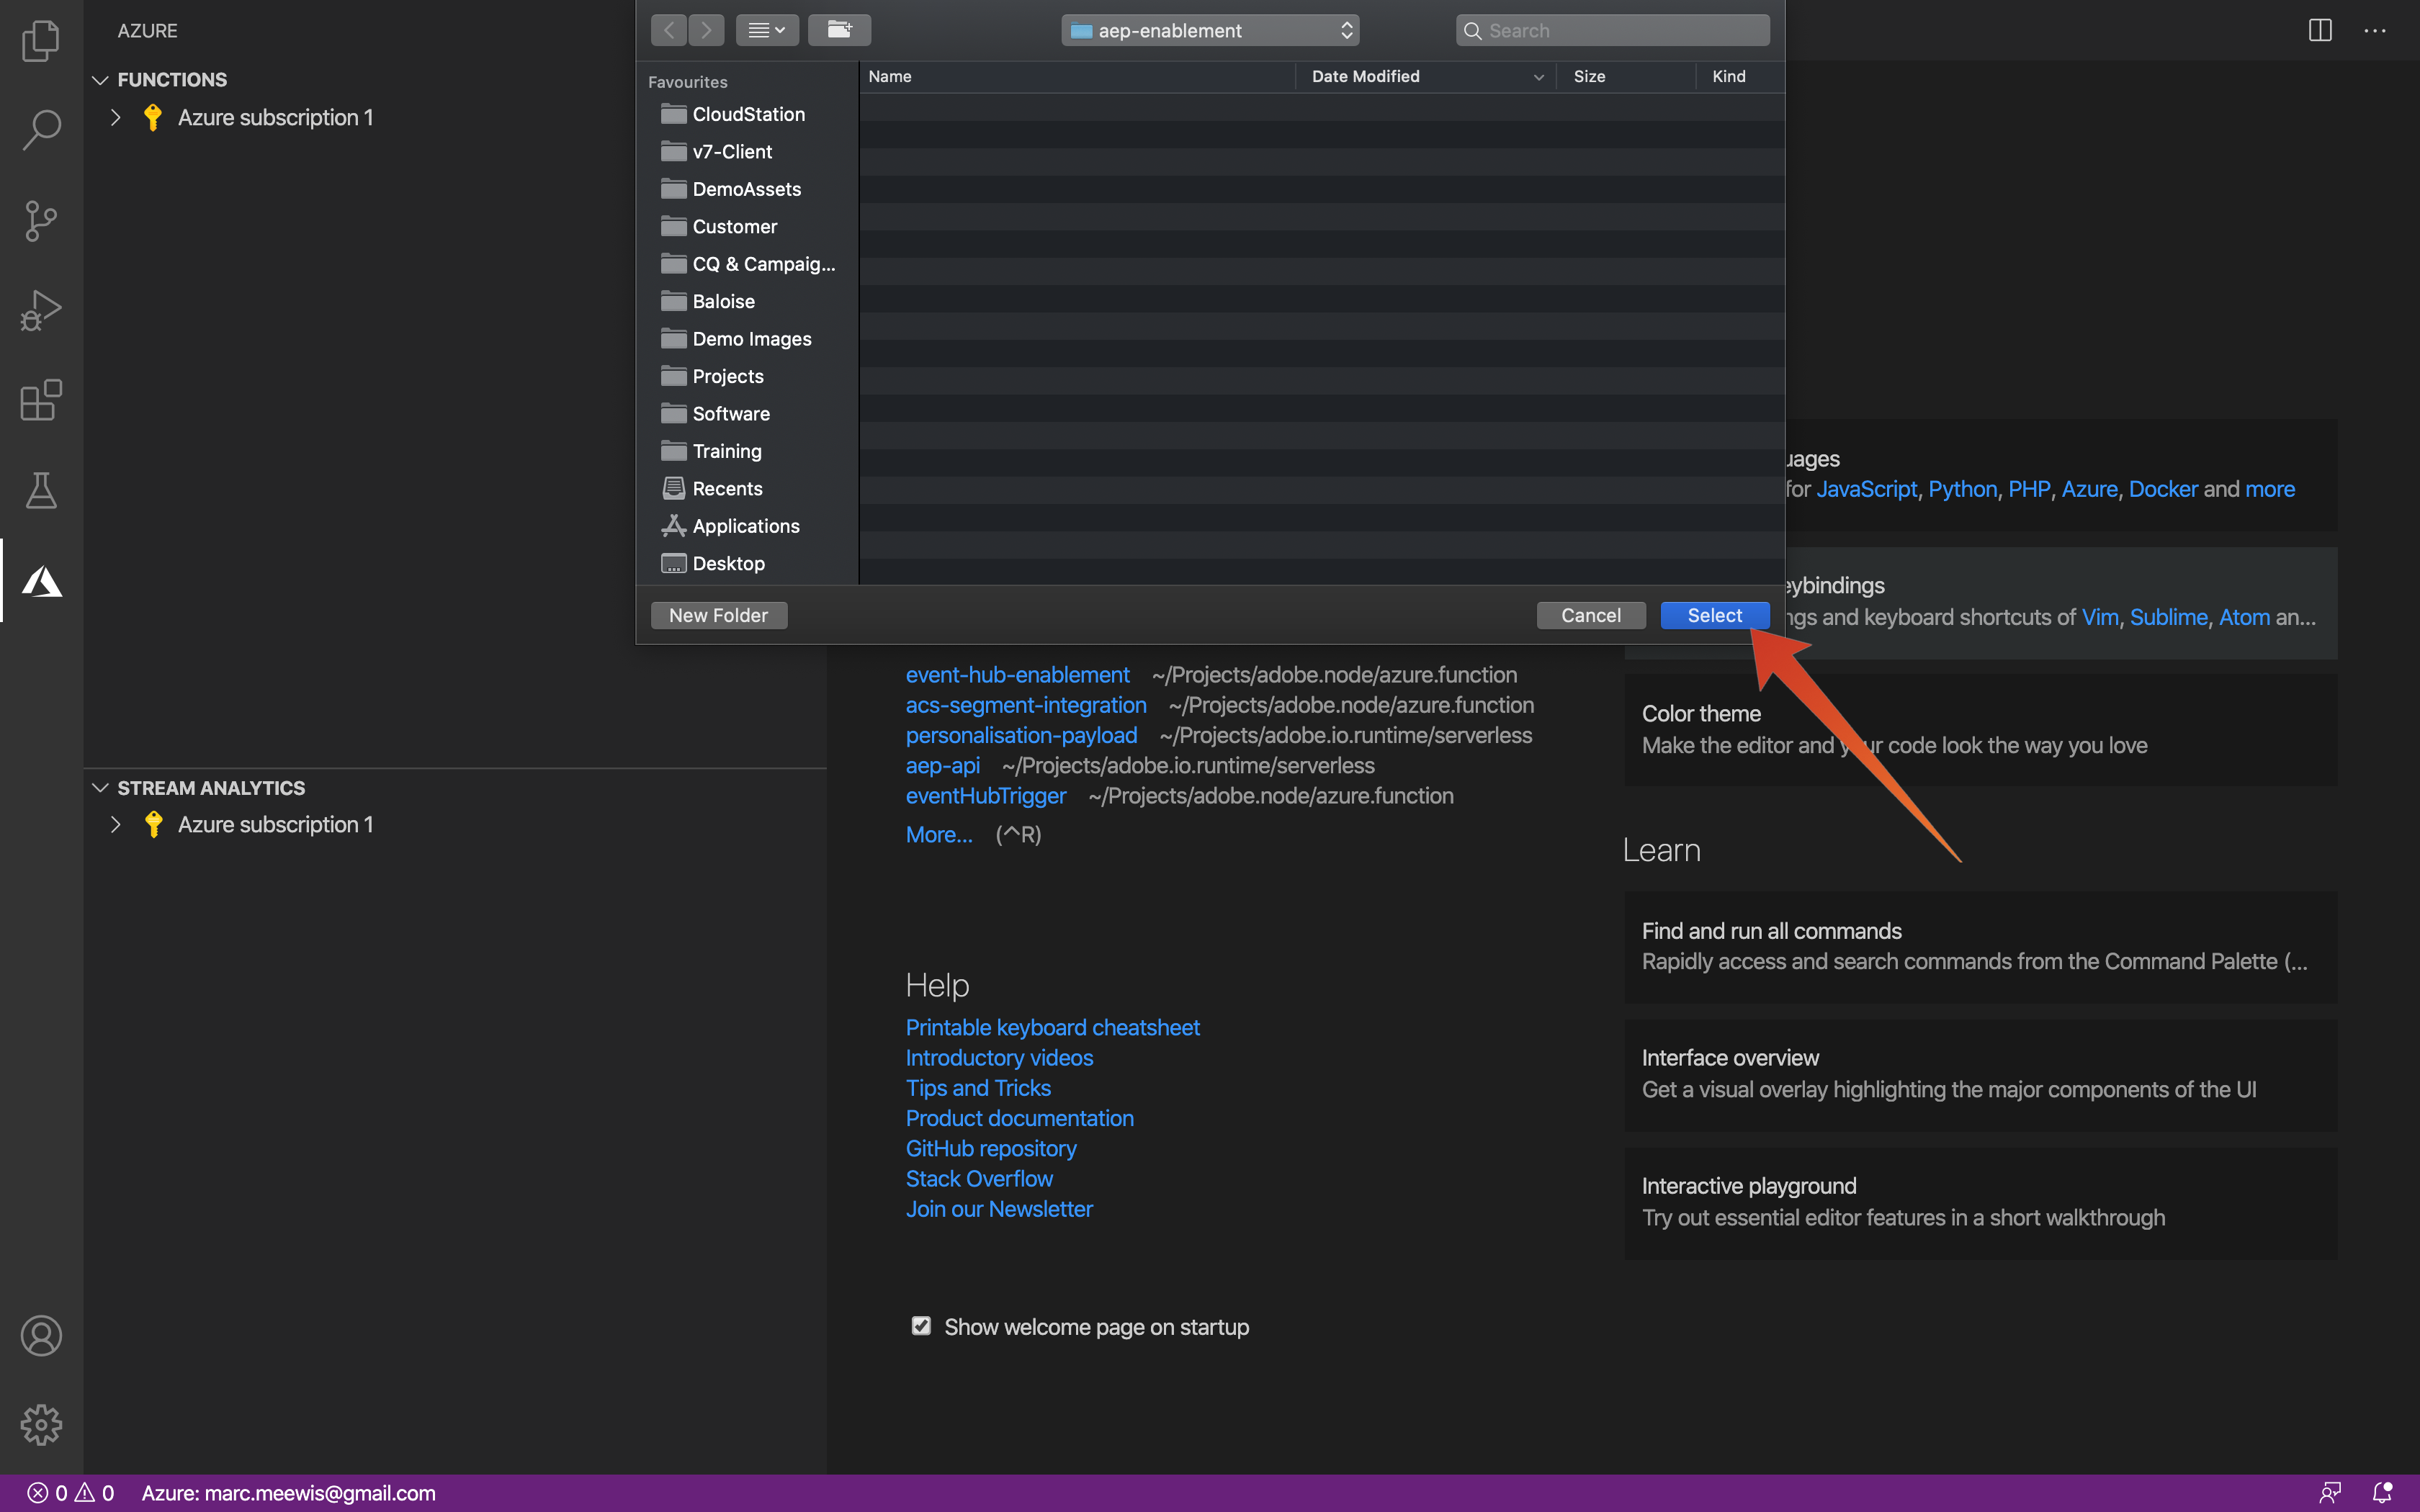 AZURE
FUNCTIONS
Azure subscription 1
STREAM ANALYTICS
Azure subscription 1
aep-enablement
Search
Favourites
CloudStation
v7-Client
DemoAssets
Customer
CQ & Campaig...
Baloise
Demo Images
Projects
Software
Training
Recents
Applications
Desktop
Name Date Modified Size Kind
New Folder Cancel Select
event-hub-enablement ~/Projects/adobe.node/azure.function
acs-segment-integration ~/Projects/adobe.node/azure.function
personalisation-payload ~/Projects/adobe.io.runtime/serverless
aep-api ~/Projects/adobe.io.runtime/serverless
eventHubTrigger ~/Projects/adobe.node/azure.function
More... (^R)
Help
Printable keyboard cheatsheet
Introductory videos
Tips and Tricks
Product documentation
GitHub repository
Stack Overflow
Join our Newsletter
Show welcome page on startup
uages
for JavaScript, Python, PHP, Azure, Docker and more
eybindings
ngs and keyboard shortcuts of Vim, Sublime, Atom an...
Color theme
Make the editor and your code look the way you love
Learn
Find and run all commands
Rapidly access and search commands from the Command Palette (...
Interface overview
Get a visual overlay highlighting the major components of the UI
Interactive playground
Try out essential editor features in a short walkthrough
0 0 Azure: marc.meewis@gmail.com